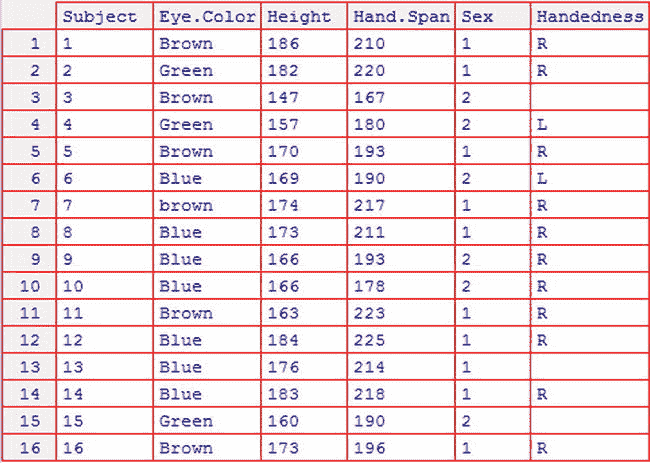 Subject Eye.Color Height Hand.Span Sex Handedness
1 1 Brown 186 210 1 R
2 2 Green 182 220 1 R
3 3 Brown 147 167 2
4 4 Green 157 180 2 L
5 5 Brown 170 193 1 R
6 6 Blue 169 190 2 L
7 7 brown 174 217 1 R
8 8 Blue 173 211 1 R
9 9 Blue 166 193 2 R
10 10 Blue 166 178 2 R
11 11 Brown 163 223 1 R
12 12 Blue 184 225 1 R
13 13 Blue 176 214 1
14 14 Blue 183 218 1 R
15 15 Green 160 190 2
16 16 Brown 173 196 1 R